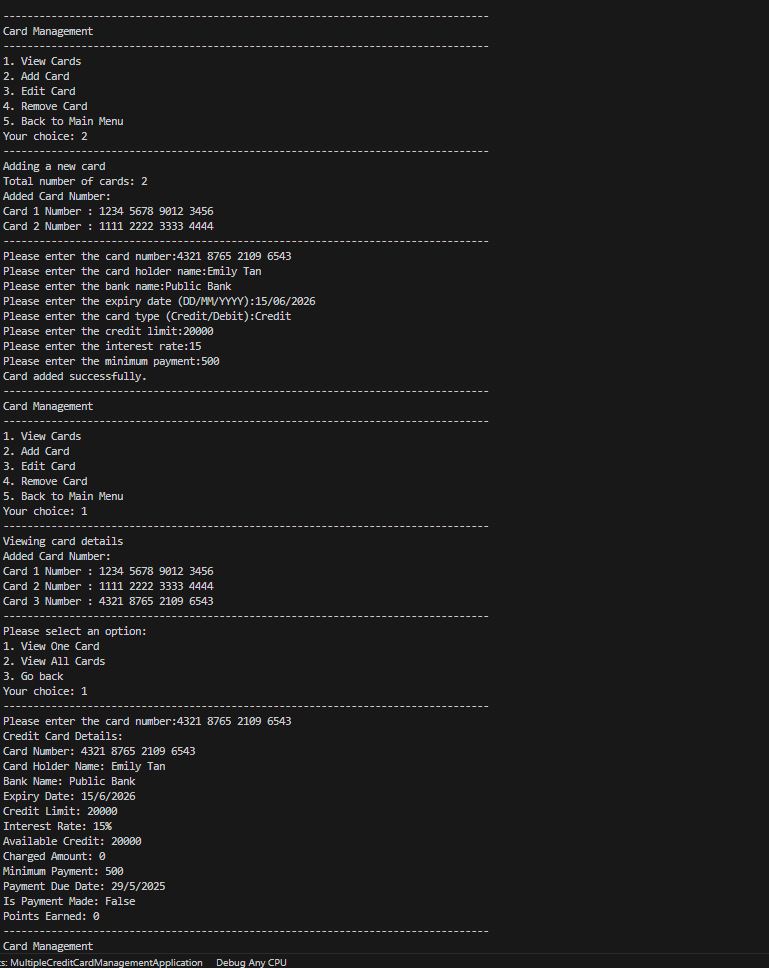 ---------------------------------------------------------------------------------
Card Management
---------------------------------------------------------------------------------
1. View Cards
2. Add Card
3. Edit Card
4. Remove Card
5. Back to Main Menu
Your choice: 2
---------------------------------------------------------------------------------
Adding a new card
Total number of cards: 2
Added Card Number:
Card 1 Number : 1234 5678 9012 3456
Card 2 Number : 1111 2222 3333 4444
---------------------------------------------------------------------------------
Please enter the card number:4321 8765 2109 6543
Please enter the card holder name:Emily Tan
Please enter the bank name:Public Bank
Please enter the expiry date (DD/MM/YYYY):15/06/2026
Please enter the card type (Credit/Debit):Credit
Please enter the credit limit:20000
Please enter the interest rate:15
Please enter the minimum payment:500
Card added successfully.
---------------------------------------------------------------------------------
Card Management
---------------------------------------------------------------------------------
1. View Cards
2. Add Card
3. Edit Card
4. Remove Card
5. Back to Main Menu
Your choice: 1
---------------------------------------------------------------------------------
Viewing card details
Added Card Number:
Card 1 Number : 1234 5678 9012 3456
Card 2 Number : 1111 2222 3333 4444
Card 3 Number : 4321 8765 2109 6543
---------------------------------------------------------------------------------
Please select an option:
1. View One Card
2. View All Cards
3. Go back
Your choice: 1
---------------------------------------------------------------------------------
Please enter the card number:4321 8765 2109 6543
Credit Card Details:
Card Number: 4321 8765 2109 6543
Card Holder Name: Emily Tan
Bank Name: Public Bank
Expiry Date: 15/6/2026
Credit Limit: 20000
Interest Rate: 15%
Available Credit: 20000
Charged Amount: 0
Minimum Payment: 500
Payment Due Date: 29/5/2025
Is Payment Made: False
Points Earned: 0
---------------------------------------------------------------------------------
Card Management
ts: MultipleCreditCardManagementApplication Debug Any CPU